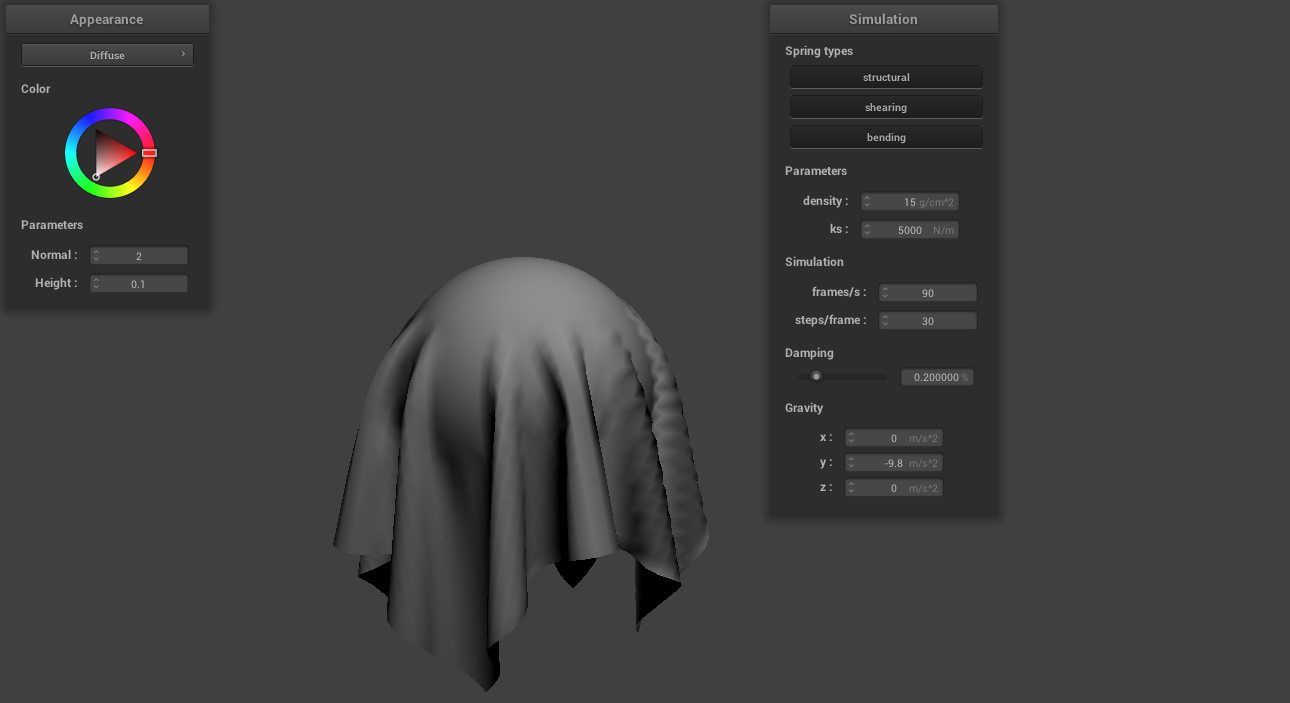 Appearance
Diffuse
Color
Parameters
Normal : 2
Height : 0.1
Simulation
Spring types
structural
shearing
bending
Parameters
density : 15 g/cm^2
ks : 5000 N/m
Simulation
frames/s : 90
steps/frame : 30
Damping
0.200000 %
Gravity
x : 0 m/s^2
y : -9.8 m/s^2
z : 0 m/s^2